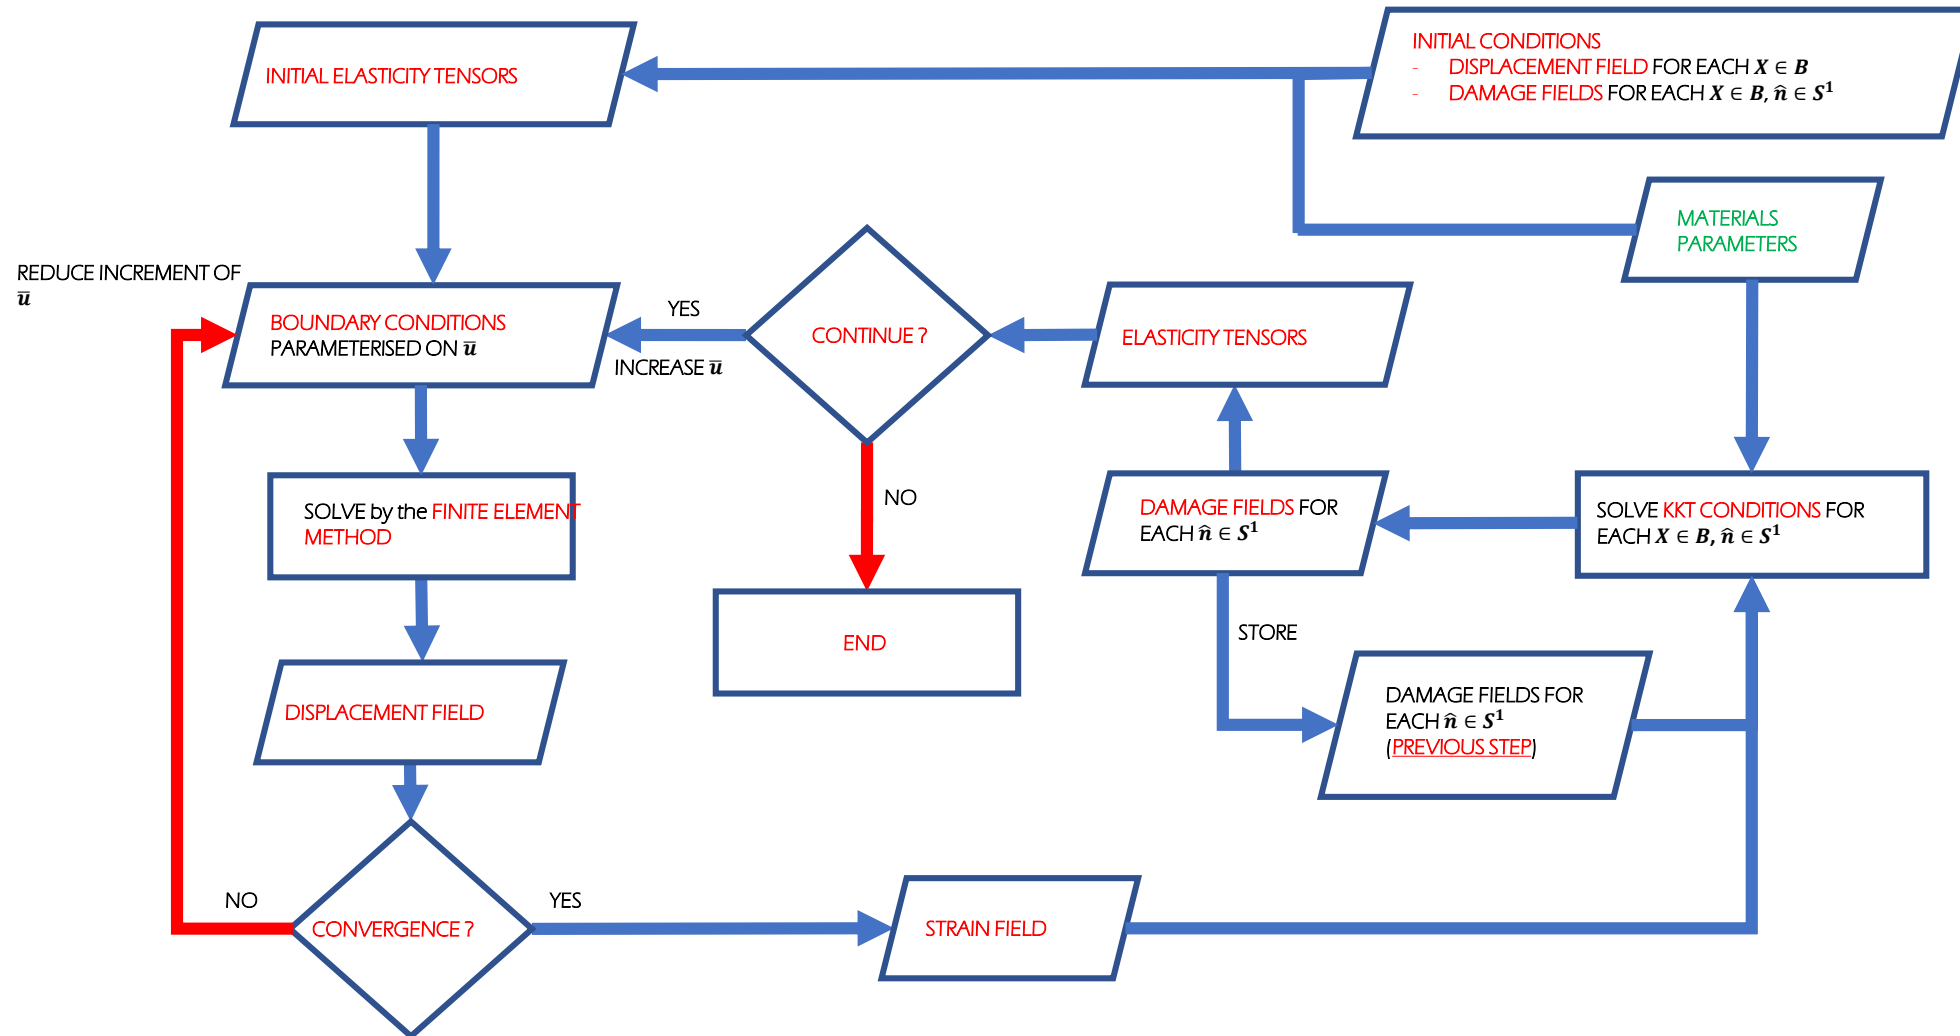 INITIAL ELASTICITY TENSORS
INITIAL CONDITIONS
- DISPLACEMENT FIELD FOR EACH X ∈ B
- DAMAGE FIELDS FOR EACH X ∈ B, n̂ ∈ S¹
MATERIALS
PARAMETERS
REDUCE INCREMENT OF
u̅
BOUNDARY CONDITIONS
PARAMETERISED ON u̅
YES
INCREASE u̅
CONTINUE ?
ELASTICITY TENSORS
NO
SOLVE by the FINITE ELEMENT
METHOD
DAMAGE FIELDS FOR
EACH n̂ ∈ S¹
SOLVE KKT CONDITIONS FOR
EACH X ∈ B, n̂ ∈ S¹
END
STORE
DISPLACEMENT FIELD
DAMAGE FIELDS FOR
EACH n̂ ∈ S¹
(PREVIOUS STEP)
NO
CONVERGENCE ?
YES
STRAIN FIELD